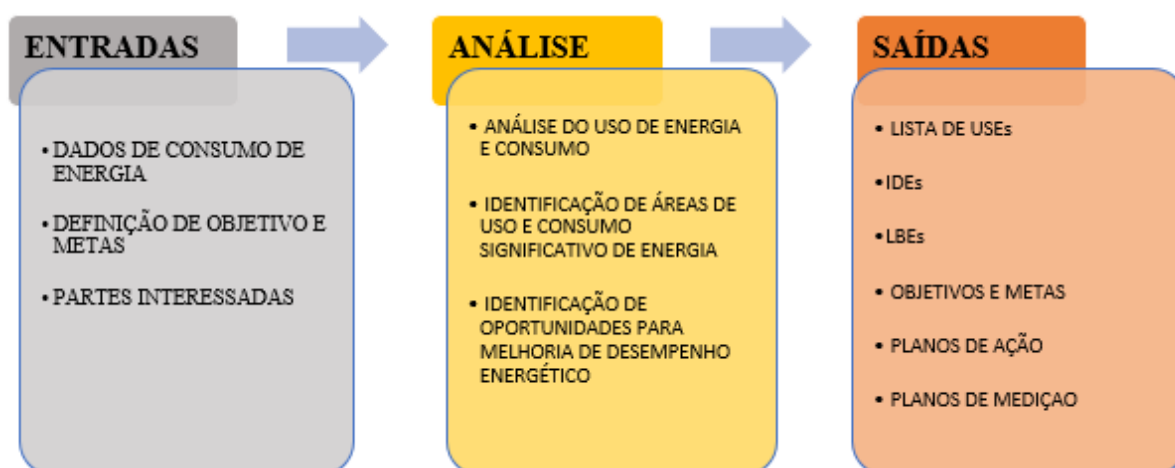 ENTRADAS
• DADOS DE CONSUMO DE
ENERGIA
• DEFINIÇÃO DE OBJETIVO E
METAS
• PARTES INTERESSADAS
ANÁLISE
• ANÁLISE DO USO DE ENERGIA
E CONSUMO
• IDENTIFICAÇÃO DE ÁREAS DE
USO E CONSUMO
SIGNIFICATIVO DE ENERGIA
• IDENTIFICAÇÃO DE
OPORTUNIDADES PARA
MELHORIA DE DESEMPENHO
ENERGÉTICO
SAÍDAS
• LISTA DE USEs
•IDEs
•LBEs
• OBJETIVOS E METAS
• PLANOS DE AÇÃO
• PLANOS DE MEDIÇAO